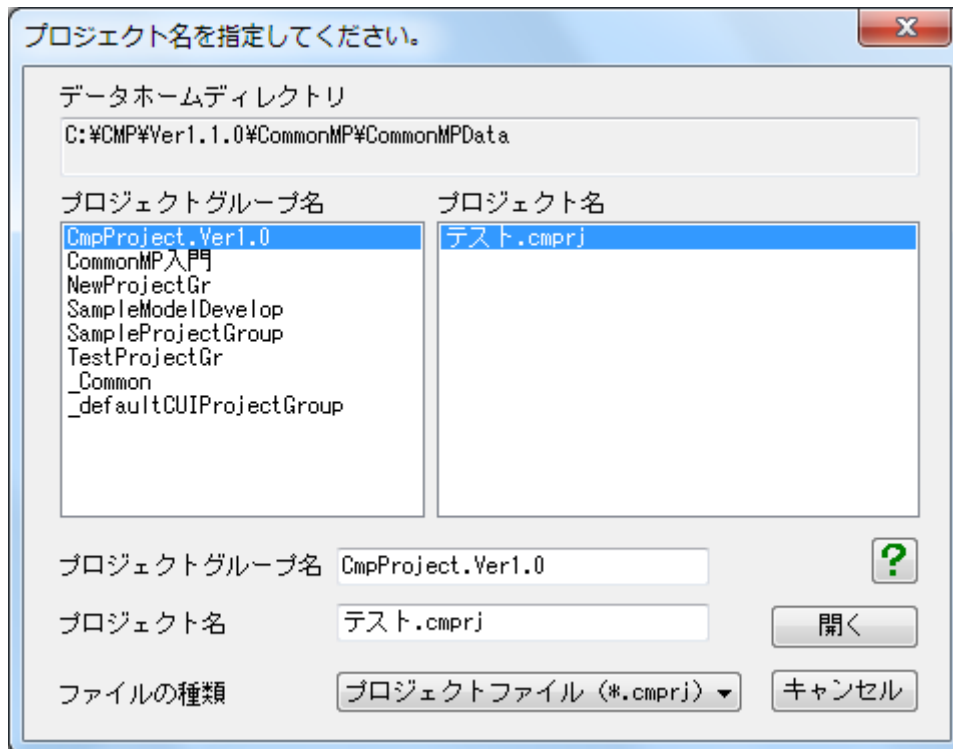 プロジェクト名を指定してください。
データホームディレクトリ
C:¥CMP¥Ver1.1.0¥CommonMP¥CommonMPData
プロジェクトグループ名
プロジェクト名
CmpProject.Ver1.0
CommonMP入門
NewProjectGr
SampleModelDevelop
SampleProjectGroup
TestProjectGr
_Common
_defaultCUIProjectGroup
テスト.cmprj
プロジェクトグループ名 CmpProject.Ver1.0
?
プロジェクト名 テスト.cmprj
開く
ファイルの種類 プロジェクトファイル (*.cmprj)
キャンセル